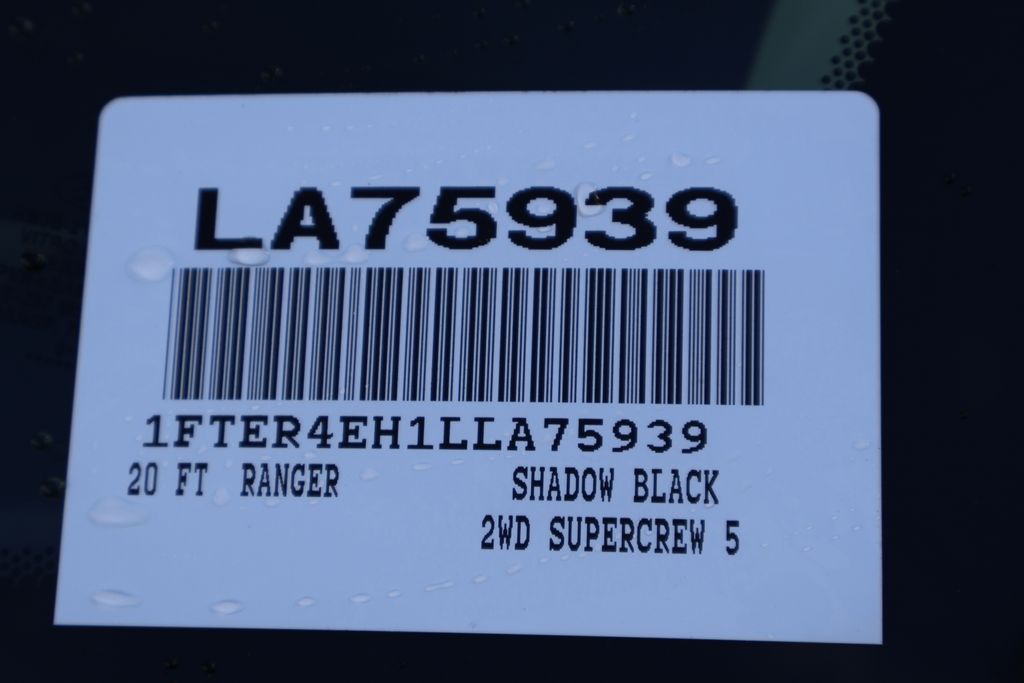 LA75939
1FTER4EH1LLA75939
20 FT RANGER SHADOW BLACK
2WD SUPERCREW 5